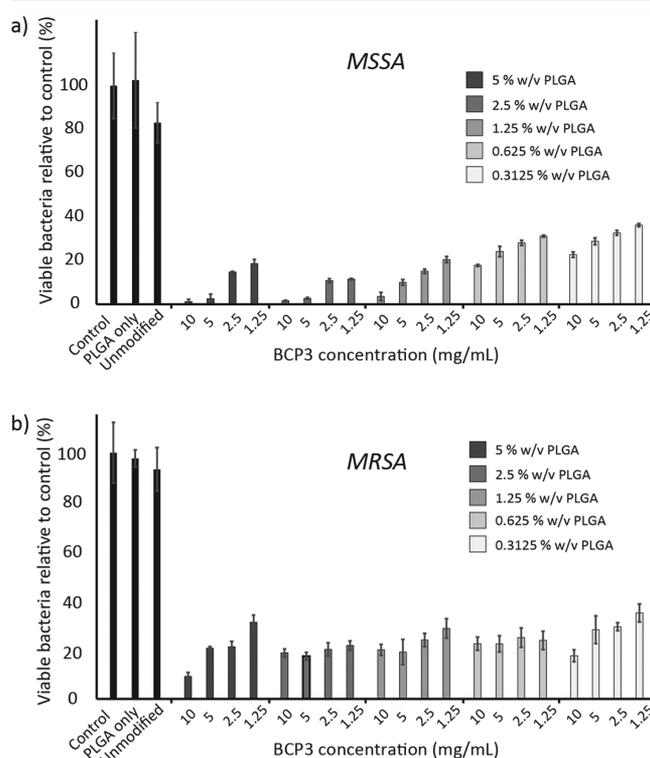 a)
MSSA
Viable bacteria relative to control (%)
100
80
60
40
20
0
5 % w/v PLGA
2.5 % w/v PLGA
1.25 % w/v PLGA
0.625 % w/v PLGA
0.3125 % w/v PLGA
Control PLGA only Unmodified 10 5 2.5 1.25 10 5 2.5 1.25 10 5 2.5 1.25 10 5 2.5 1.25 10 5 2.5 1.25
BCP3 concentration (mg/mL)
b)
MRSA
Viable bacteria relative to control (%)
100
80
60
40
20
0
5 % w/v PLGA
2.5 % w/v PLGA
1.25 % w/v PLGA
0.625 % w/v PLGA
0.3125 % w/v PLGA
Control PLGA only Unmodified 10 5 2.5 1.25 10 5 2.5 1.25 10 5 2.5 1.25 10 5 2.5 1.25 10 5 2.5 1.25
BCP3 concentration (mg/mL)